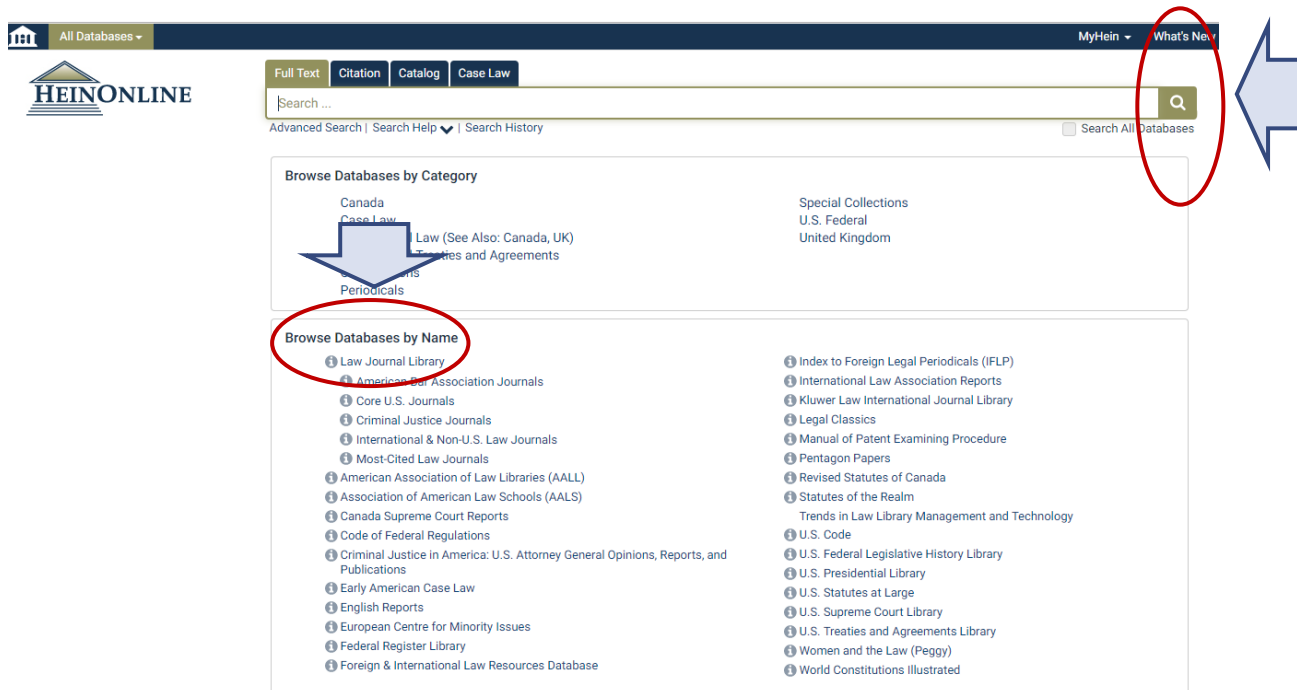 All Databases
MyHein
What's New
HEINONLINE
Full Text Citation Catalog Case Law
Search ...
Advanced Search | Search Help | Search History
Search All Databases
Browse Databases by Category
Canada
Case Law
Law (See Also: Canada, UK)
Treaties and Agreements
Periodicals
Special Collections
U.S. Federal
United Kingdom
Browse Databases by Name
Law Journal Library
American Bar Association Journals
Core U.S. Journals
Criminal Justice Journals
International & Non-U.S. Law Journals
Most-Cited Law Journals
American Association of Law Libraries (AALL)
Association of American Law Schools (AALS)
Canada Supreme Court Reports
Code of Federal Regulations
Criminal Justice in America: U.S. Attorney General Opinions, Reports, and
Publications
Early American Case Law
English Reports
European Centre for Minority Issues
Federal Register Library
Foreign & International Law Resources Database
Index to Foreign Legal Periodicals (IFLP)
International Law Association Reports
Kluwer Law International Journal Library
Legal Classics
Manual of Patent Examining Procedure
Pentagon Papers
Revised Statutes of Canada
Statutes of the Realm
Trends in Law Library Management and Technology
U.S. Code
U.S. Federal Legislative History Library
U.S. Presidential Library
U.S. Statutes at Large
U.S. Supreme Court Library
U.S. Treaties and Agreements Library
Women and the Law (Peggy)
World Constitutions Illustrated